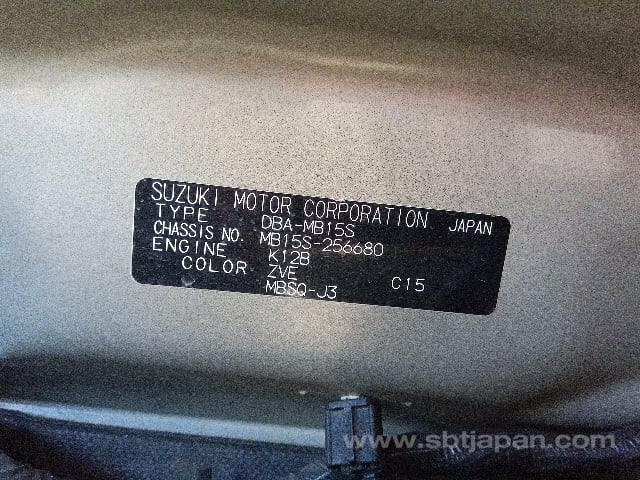 SUZUKI MOTOR CORPORATION JAPAN
TYPE DBA-MB15S
CHASSIS NO. MB15S-256680
ENGINE K12B
COLOR ZVE
MBSQ-J3 C15
www.sbtjapan.com